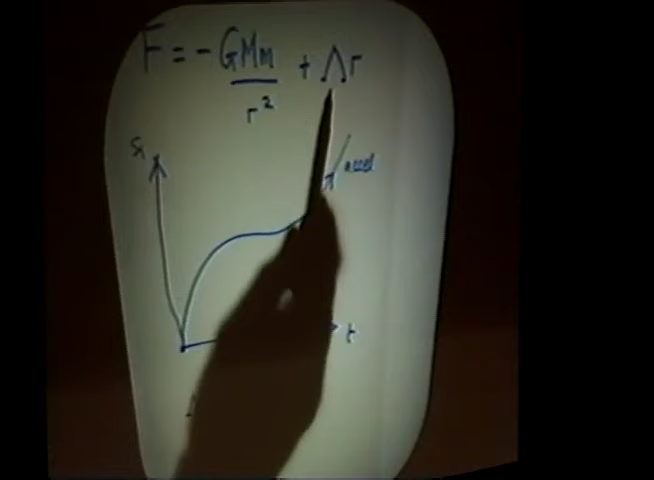 F = - GMm / r² + Λr
R
accel
t